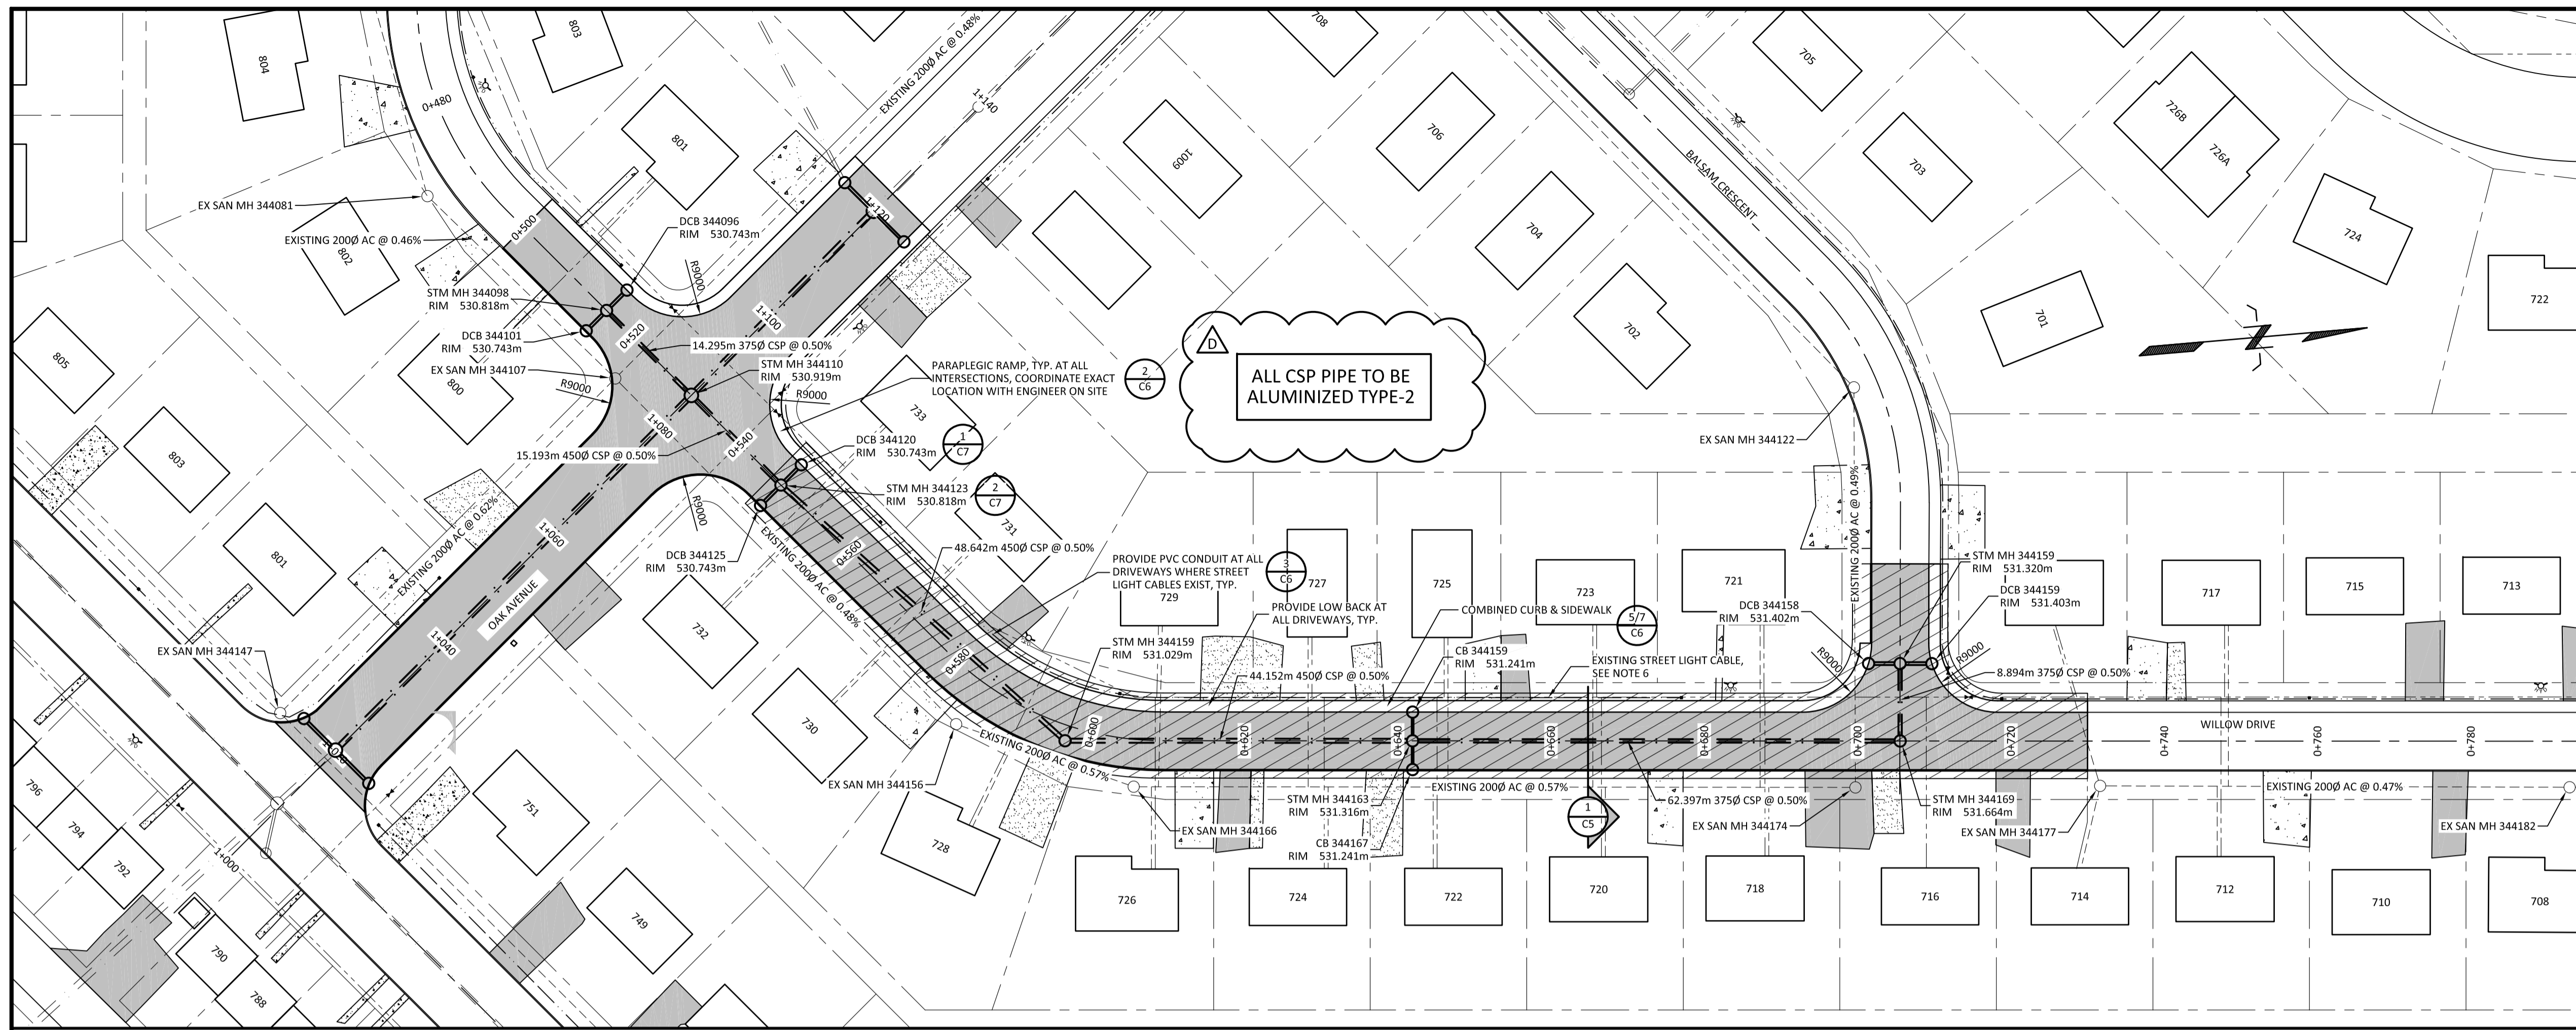 804
803
EXISTING 200Ø AC @ 0.48%
708
705
0+480
1+140
801
706
1009
BALSAM CRESCENT
703
726B
726A
EX SAN MH 344081
1+120
DCB 344096
RIM 530.743m
0+500
EXISTING 200Ø AC @ 0.46%
802
704
724
R9000
STM MH 344098
RIM 530.818m
722
701
D
1+100
702
0+520
DCB 344101
RIM 530.743m
14.295m 375Ø CSP @ 0.50%
805
EX SAN MH 344107
STM MH 344110
RIM 530.919m
PARAPLEGIC RAMP, TYP. AT ALL
INTERSECTIONS, COORDINATE EXACT
LOCATION WITH ENGINEER ON SITE
2
C6
ALL CSP PIPE TO BE
ALUMINIZED TYPE-2
R9000
800
R9000
733
1+080
0+540
DCB 344120
RIM 530.743m
1
C7
EX SAN MH 344122
803
15.193m 450Ø CSP @ 0.50%
STM MH 344123
RIM 530.818m
2
C7
EXISTING 200Ø AC @ 0.49%
R9000
731
EXISTING 200Ø AC @ 0.62%
1+060
801
0+560
48.642m 450Ø CSP @ 0.50%
DCB 344125
RIM 530.743m
EXISTING 200Ø AC @ 0.48%
PROVIDE PVC CONDUIT AT ALL
DRIVEWAYS WHERE STREET
LIGHT CABLES EXIST, TYP.
3
C6
729
727
725
723
721
STM MH 344159
RIM 531.320m
OAK AVENUE
PROVIDE LOW BACK AT
ALL DRIVEWAYS, TYP.
COMBINED CURB & SIDEWALK
5/7
C6
DCB 344158
RIM 531.402m
DCB 344159
RIM 531.403m
717
715
713
732
1+040
EX SAN MH 344147
0+580
STM MH 344159
RIM 531.029m
CB 344159
RIM 531.241m
EXISTING STREET LIGHT CABLE,
SEE NOTE 6
R9000
R9000
44.152m 450Ø CSP @ 0.50%
8.894m 375Ø CSP @ 0.50%
730
0+600
0+620
0+640
0+660
0+680
0+700
0+720
WILLOW DRIVE
0+740
0+760
0+780
EXISTING 200Ø AC @ 0.57%
EX SAN MH 344156
EXISTING 200Ø AC @ 0.57%
EXISTING 200Ø AC @ 0.47%
796
794
792
751
STM MH 344163
RIM 531.316m
1
C5
62.397m 375Ø CSP @ 0.50%
STM MH 344169
RIM 531.664m
EX SAN MH 344166
EX SAN MH 344174
EX SAN MH 344177
EX SAN MH 344182
728
CB 344167
RIM 531.241m
1+000
726
724
722
720
718
716
714
712
710
708
749
790
788